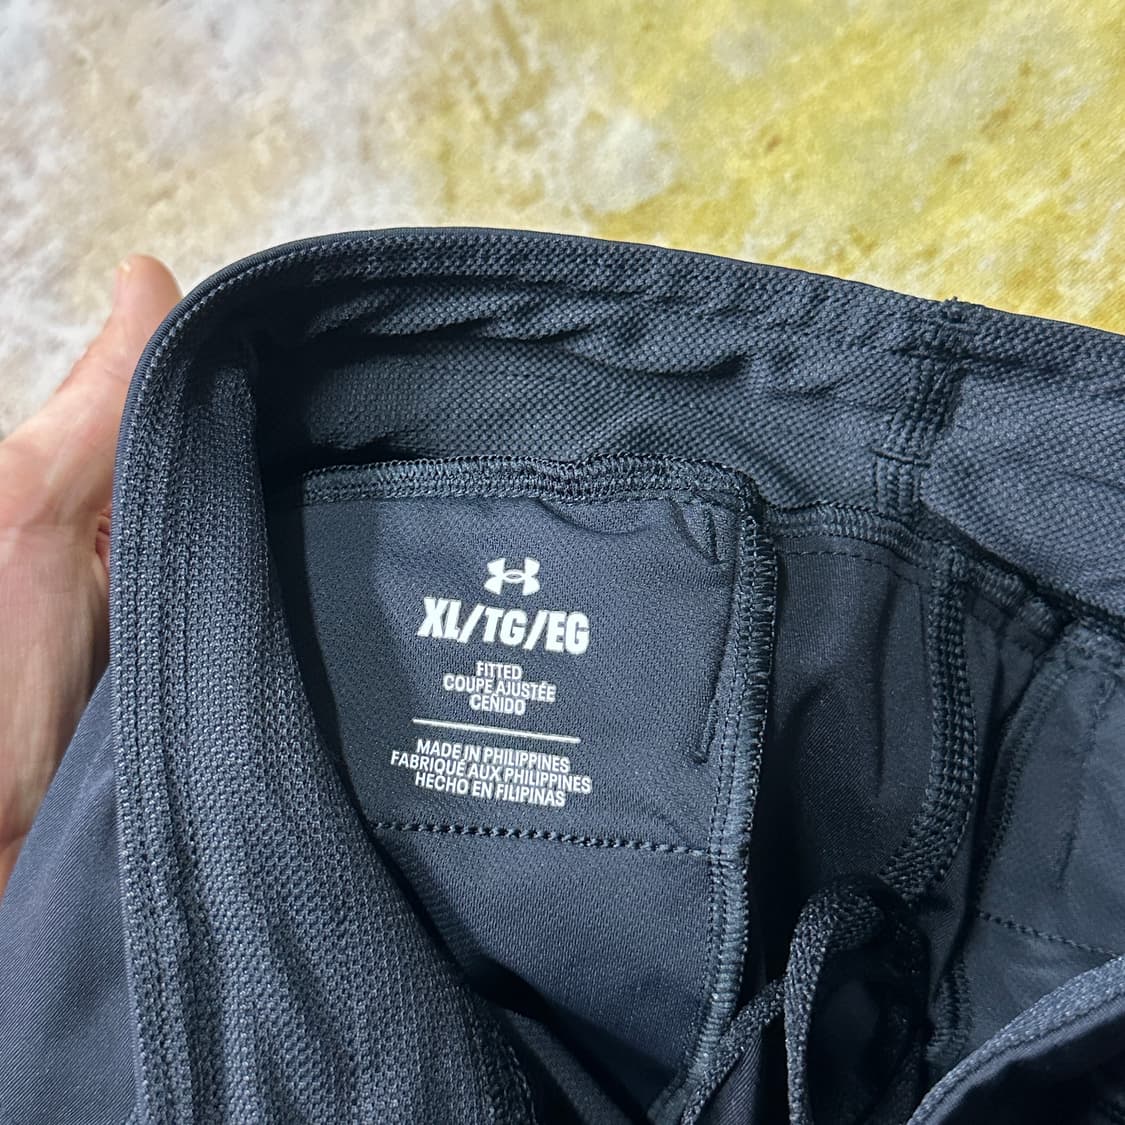 XL/TG/EG
FITTED
COUPE AJUSTÉE
CEÑIDO
MADE IN PHILIPPINES
FABRIQUÉ AUX PHILIPPINES
HECHO EN FILIPINAS